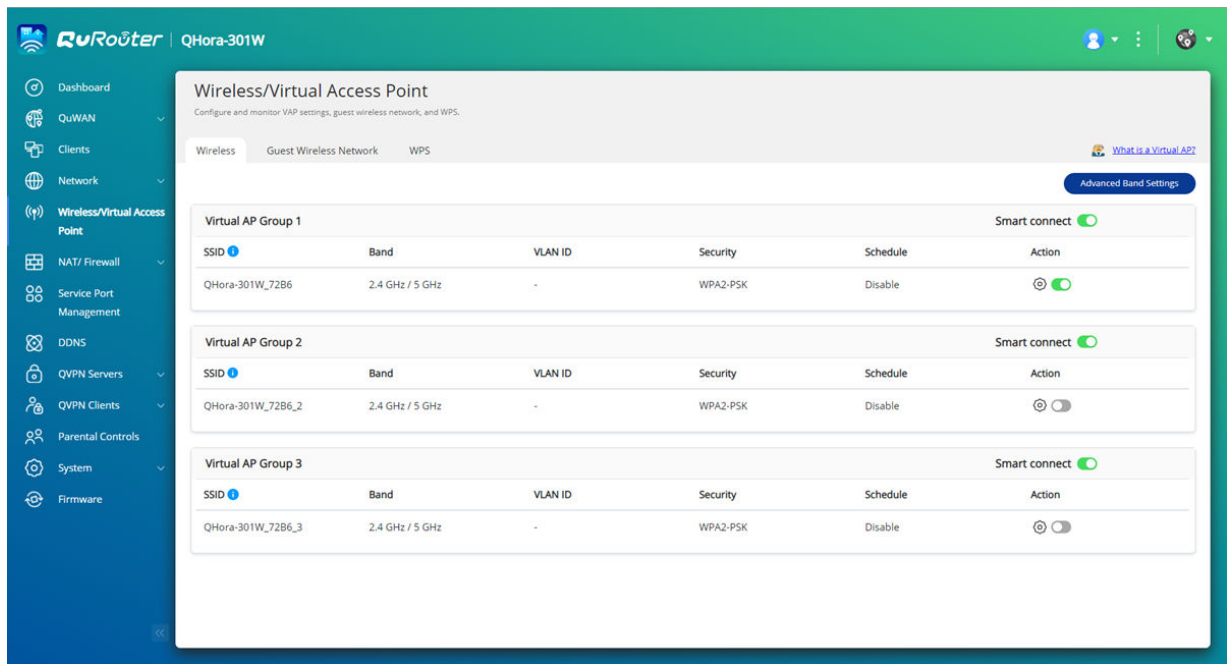 QuRouter | QHora-301W
Dashboard
QuWAN
Clients
Network
Wireless/Virtual Access
Point
NAT/ Firewall
Service Port
Management
DDNS
QVPN Servers
QVPN Clients
Parental Controls
System
Firmware
Wireless/Virtual Access Point
Configure and monitor VAP settings, guest wireless network, and WPS.
Wireless Guest Wireless Network WPS What is a Virtual AP?
Advanced Band Settings
Virtual AP Group 1 Smart connect
SSID Band VLAN ID Security Schedule Action
QHora-301W_72B6 2.4 GHz / 5 GHz - WPA2-PSK Disable
Virtual AP Group 2 Smart connect
SSID Band VLAN ID Security Schedule Action
QHora-301W_72B6_2 2.4 GHz / 5 GHz - WPA2-PSK Disable
Virtual AP Group 3 Smart connect
SSID Band VLAN ID Security Schedule Action
QHora-301W_72B6_3 2.4 GHz / 5 GHz - WPA2-PSK Disable